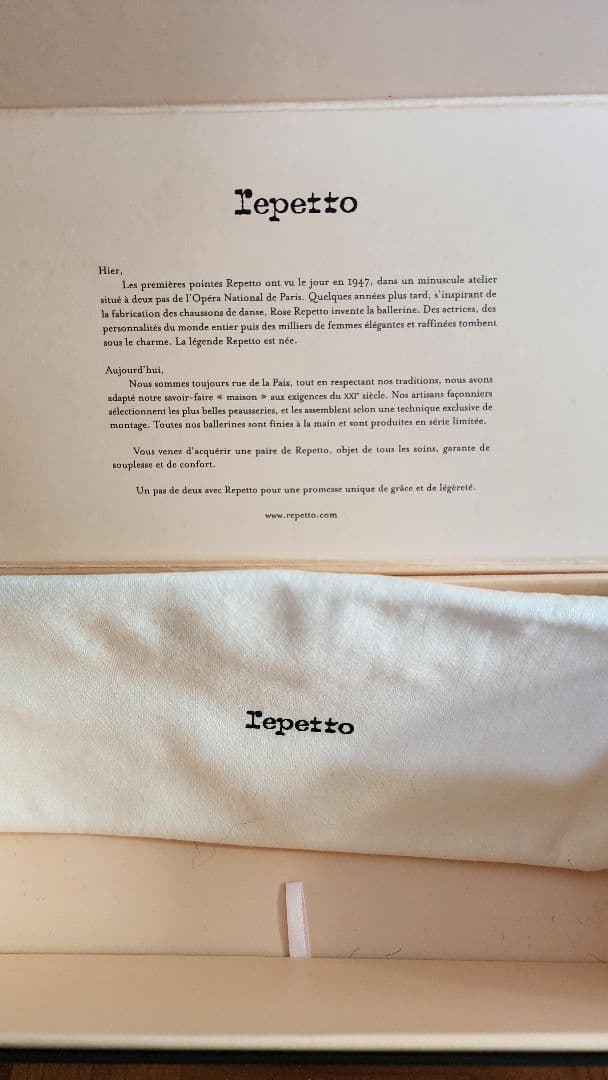 repetto
Hier,
Les premières pointes Repetto ont vu le jour en 1947, dans un minuscule atelier
situé à deux pas de l'Opéra National de Paris. Quelques années plus tard, s'inspirant de
la fabrication des chaussons de danse, Rose Repetto invente la ballerine. Des actrices, des
personnalités du monde entier puis des milliers de femmes élégantes et raffinées tombent
sous le charme. La légende Repetto est née.
Aujourd'hui,
Nous sommes toujours rue de la Paix, tout en respectant nos traditions, nous avons
adapté notre savoir-faire « maison » aux exigences du XXIe siècle. Nos artisans façonniers
sélectionnent les plus belles peausseries, et les assemblent selon une technique exclusive de
montage. Toutes nos ballerines sont finies à la main et sont produites en série limitée.
Vous venez d'acquérir une paire de Repetto, objet de tous les soins, garante de
souplesse et de confort.
Un pas de deux avec Repetto pour une promesse unique de grâce et de légèreté.
www.repetto.com
repetto